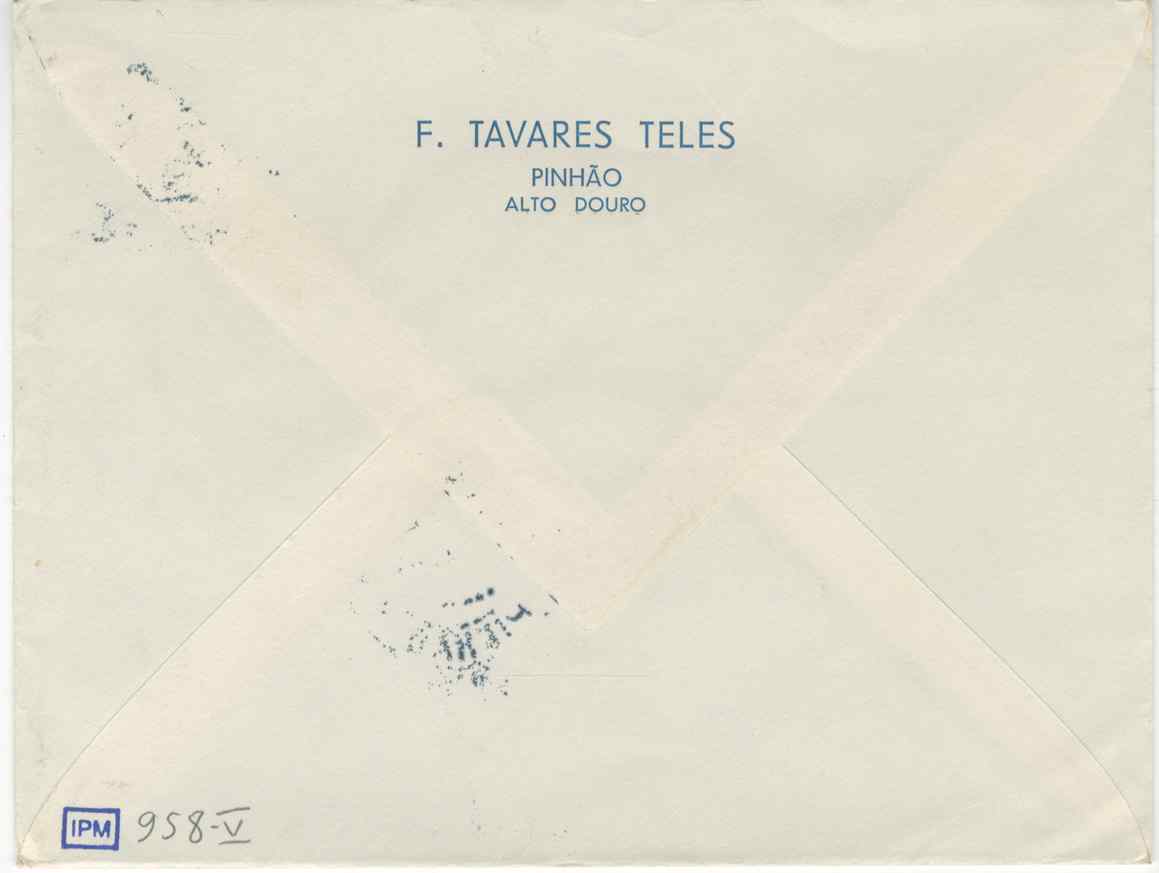 F. TAVARES TELES
PINHÃO
ALTO DOURO
IPM 958-V